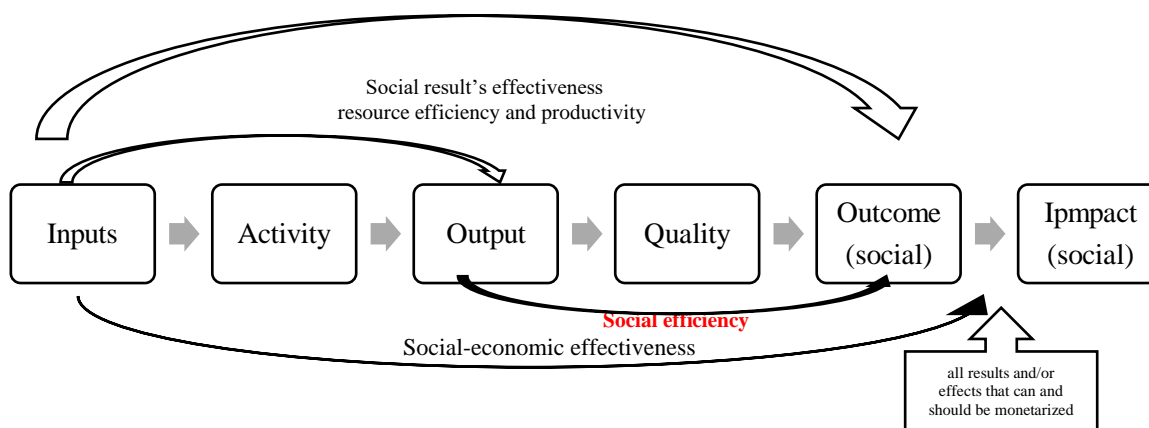 Social result's effectiveness
resource efficiency and productivity
Inputs
Activity
Output
Quality
Outcome
(social)
Ipmpact
(social)
Social efficiency
Social-economic effectiveness
all results and/or
effects that can and
should be monetarized